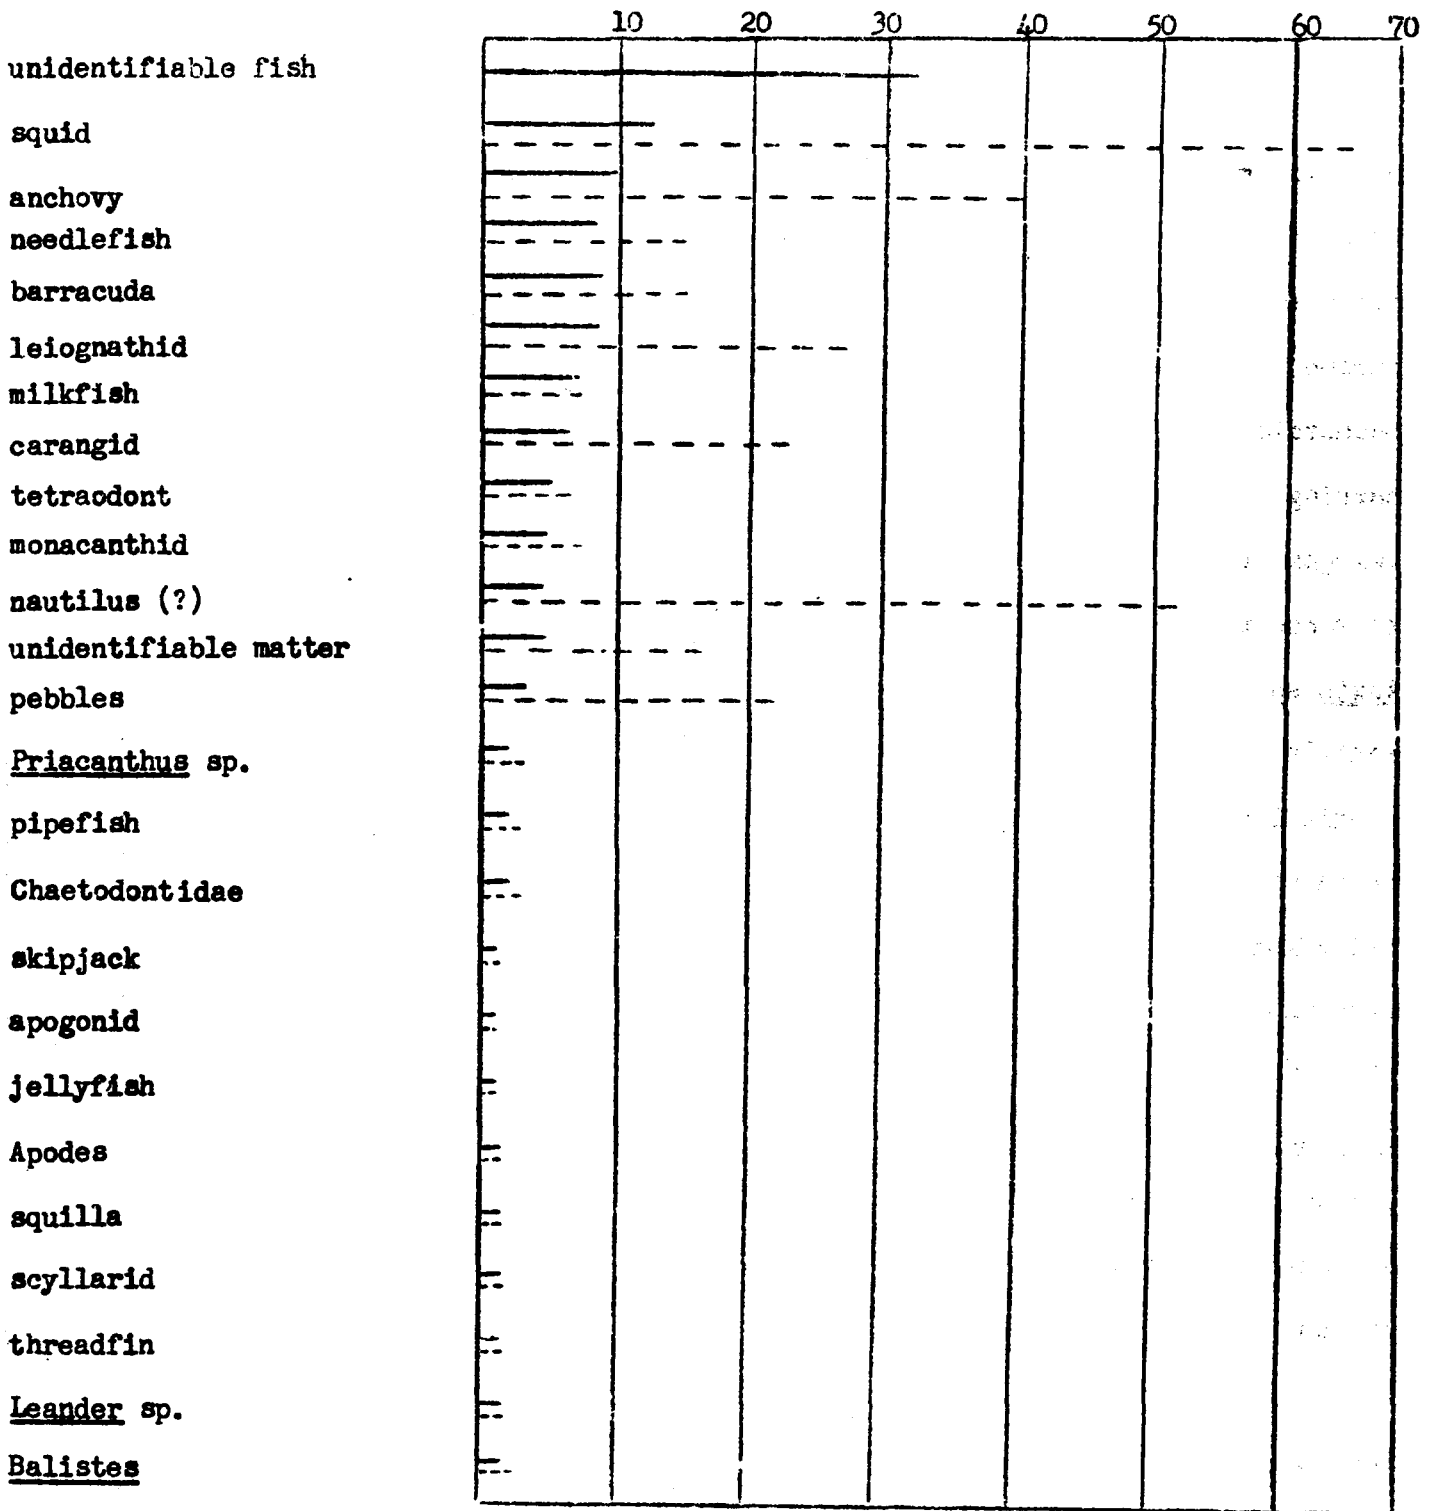 10 20 30 40 50 60 70
unidentifiable fish
squid
anchovy
needlefish
barracuda
leiognathid
milkfish
carangid
tetraodont
monacanthid
nautilus (?)
unidentifiable matter
pebbles
Priacanthus sp.
pipefish
Chaetodontidae
skipjack
apogonid
jellyfish
Apodes
squilla
scyllarid
threadfin
Leander sp.
Balistes